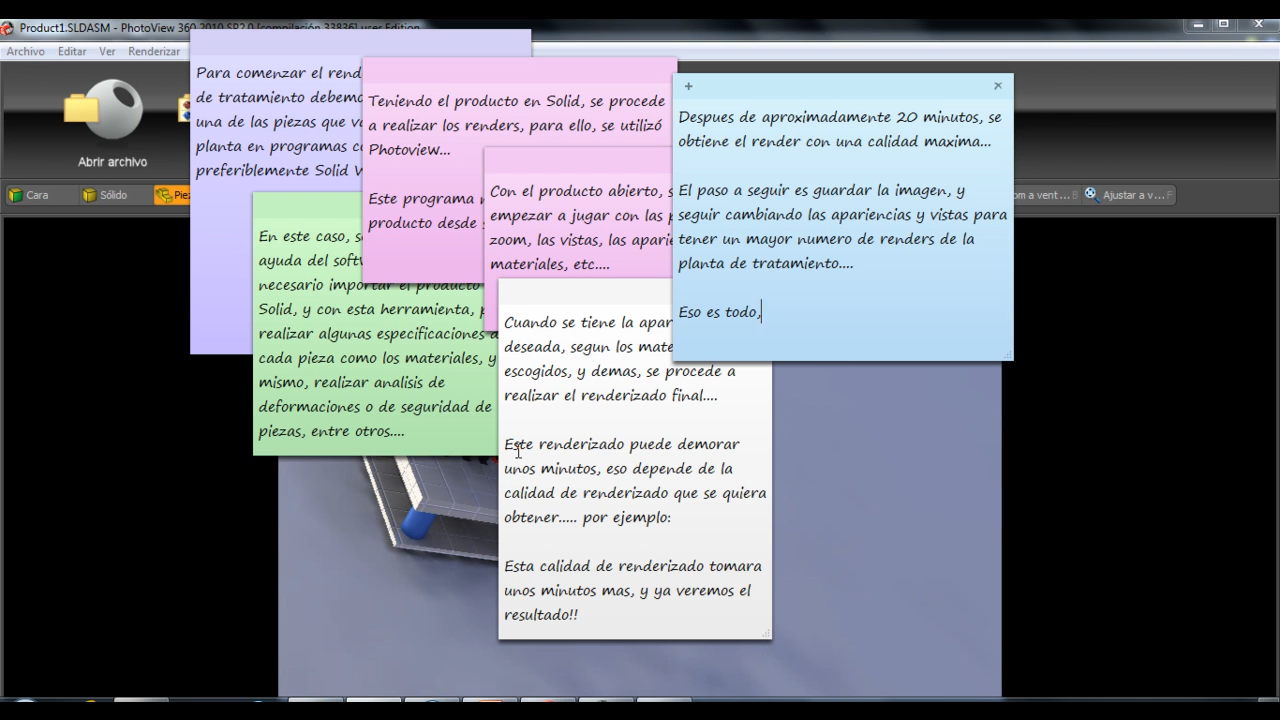 Product1.SLDASM - PhotoView 360 2010 SP2.0 [compilación 33836] user Edition
Archivo Editar Ver Renderizar
Abrir archivo
Cara
Sólido
Ajustar a v...
Para comenzar el
de tratamiento
una de las piezas que
planta en programas
preferiblemente Solid
En este caso,
ayuda del
necesario importar el producto
Solid, y con esta herramienta,
realizar algunas especificaciones
cada pieza como los materiales, y
mismo, realizar analisis de
deformaciones o de seguridad de
piezas, entre otros....
Teniendo el producto en Solid, se procede
a realizar los renders, para ello, se utilizó
Photoview...
Este programa
producto desde
Con el producto abierto,
empezar a jugar con las
zoom, las vistas, las
materiales, etc....
Cuando se tiene la
deseada, segun los
escogidos, y demas, se procede a
realizar el renderizado final....
Este renderizado puede demorar
unos minutos, eso depende de la
calidad de renderizado que se quiera
obtener..... por ejemplo:
Esta calidad de renderizado tomara
unos minutos mas, y ya veremos el
resultado!!
Despues de aproximadamente 20 minutos, se
obtiene el render con una calidad maxima...
El paso a seguir es guardar la imagen, y
seguir cambiando las apariencias y vistas para
tener un mayor numero de renders de la
planta de tratamiento....
Eso es todo,